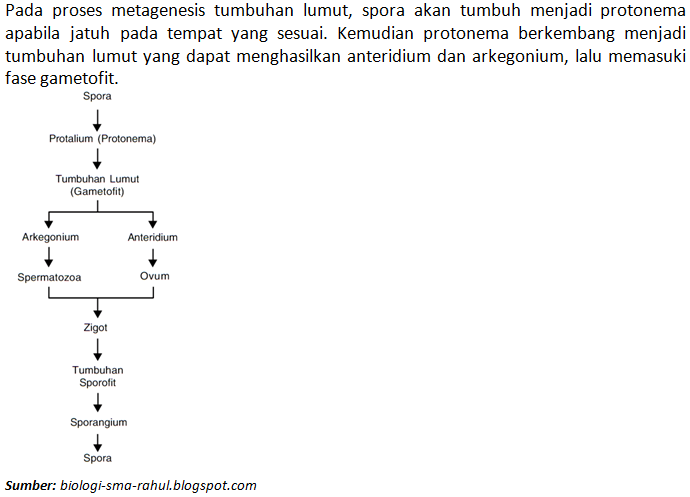 Pada proses metagenesis tumbuhan lumut, spora akan tumbuh menjadi protonema
apabila jatuh pada tempat yang sesuai. Kemudian protonema berkembang menjadi
tumbuhan lumut yang dapat menghasilkan anteridium dan arkegonium, lalu memasuki
fase gametofit.
Spora
Protalium (Protonema)
Tumbuhan Lumut
(Gametofit)
Arkegonium Anteridium
Spermatozoa Ovum
Zigot
Tumbuhan
Sporofit
Sporangium
Spora
Sumber: biologi-sma-rahul.blogspot.com